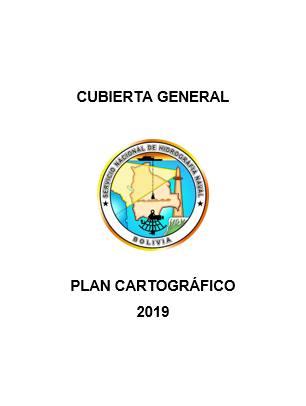 CUBIERTA GENERAL
SERVICIO NACIONAL DE HIDROGRAFÍA NAVAL
BOLIVIA
PLAN CARTOGRÁFICO
2019